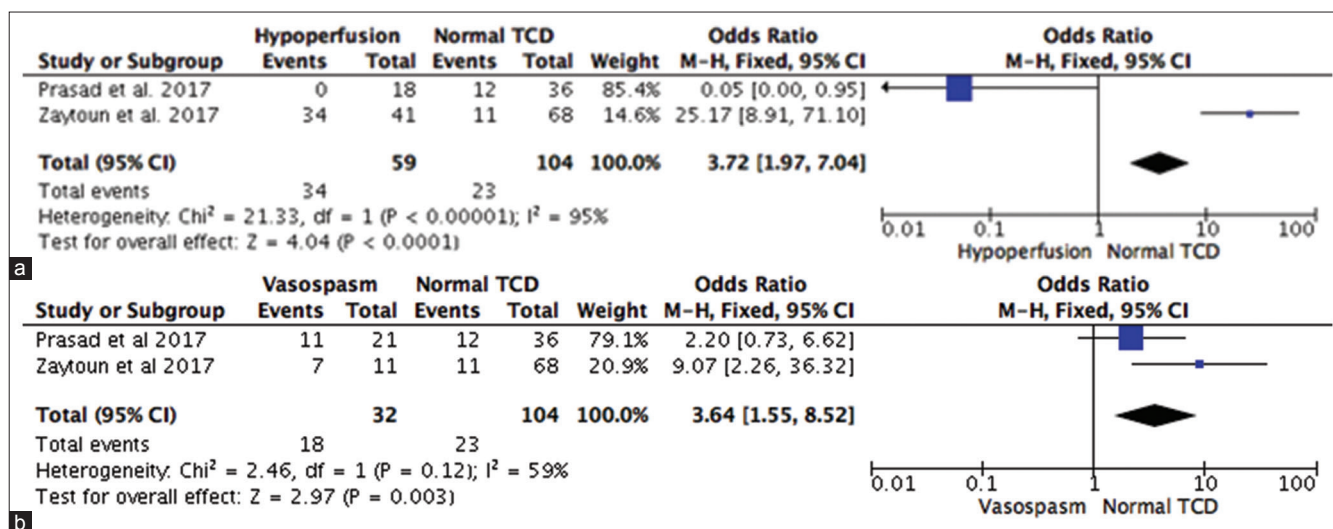 Hypoperfusion Normal TCD Odds Ratio Odds Ratio
Study or Subgroup Events Total Events Total Weight M-H, Fixed, 95% CI M-H, Fixed, 95% CI
Prasad et al. 2017 0 18 12 36 85.4% 0.05 [0.00, 0.95]
Zaytoun et al. 2017 34 41 11 68 14.6% 25.17 [8.91, 71.10]
Total (95% CI) 59 104 100.0% 3.72 [1.97, 7.04]
Total events 34 23
Heterogeneity: Chi² = 21.33, df = 1 (P < 0.00001); I² = 95%
Test for overall effect: Z = 4.04 (P < 0.0001)
0.01 0.1 1 10 100
Hypoperfusion Normal TCD
a
Vasospasm Normal TCD Odds Ratio Odds Ratio
Study or Subgroup Events Total Events Total Weight M-H, Fixed, 95% CI M-H, Fixed, 95% CI
Prasad et al 2017 11 21 12 36 79.1% 2.20 [0.73, 6.62]
Zaytoun et al 2017 7 11 11 68 20.9% 9.07 [2.26, 36.32]
Total (95% CI) 32 104 100.0% 3.64 [1.55, 8.52]
Total events 18 23
Heterogeneity: Chi² = 2.46, df = 1 (P = 0.12); I² = 59%
Test for overall effect: Z = 2.97 (P = 0.003)
0.01 0.1 1 10 100
Vasospasm Normal TCD
b